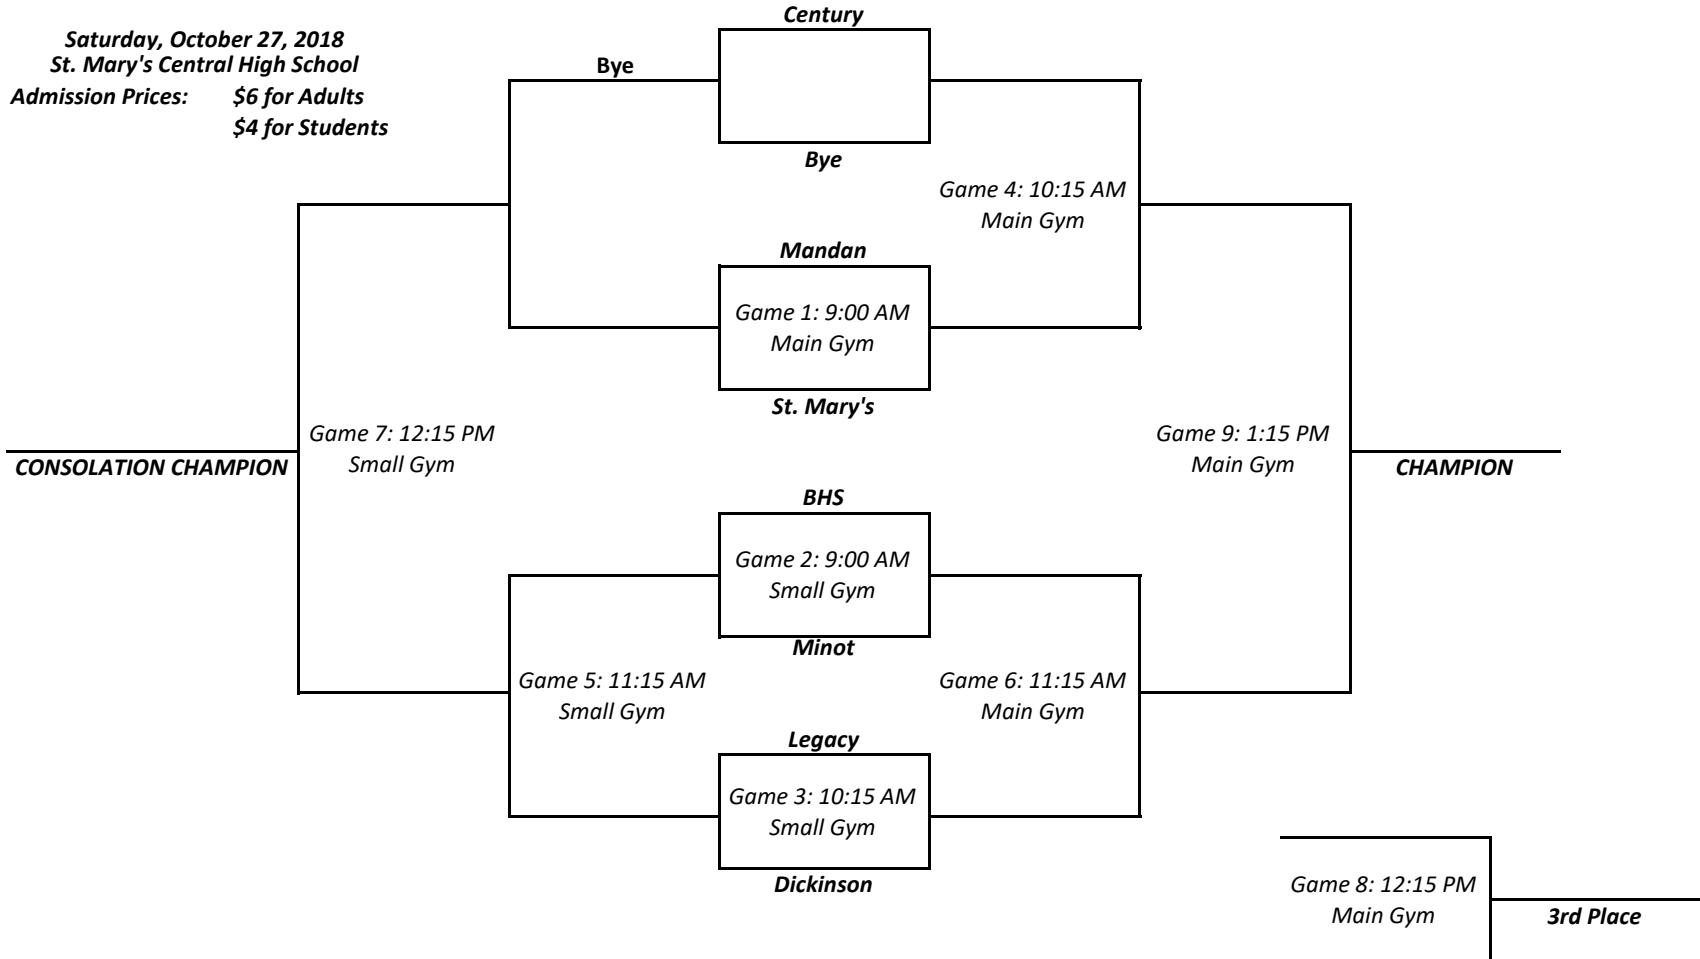 Century
Saturday, October 27, 2018
St. Mary's Central High School
Bye
Admission Prices: $6 for Adults
$4 for Students
Bye
Game 4: 10:15 AM
Main Gym
Mandan
Game 1: 9:00 AM
Main Gym
St. Mary's
Game 7: 12:15 PM
Small Gym
CONSOLATION CHAMPION
Game 9: 1:15 PM
Main Gym
CHAMPION
BHS
Game 2: 9:00 AM
Small Gym
Minot
Game 5: 11:15 AM
Small Gym
Game 6: 11:15 AM
Main Gym
Legacy
Game 3: 10:15 AM
Small Gym
Dickinson
Game 8: 12:15 PM
Main Gym
3rd Place